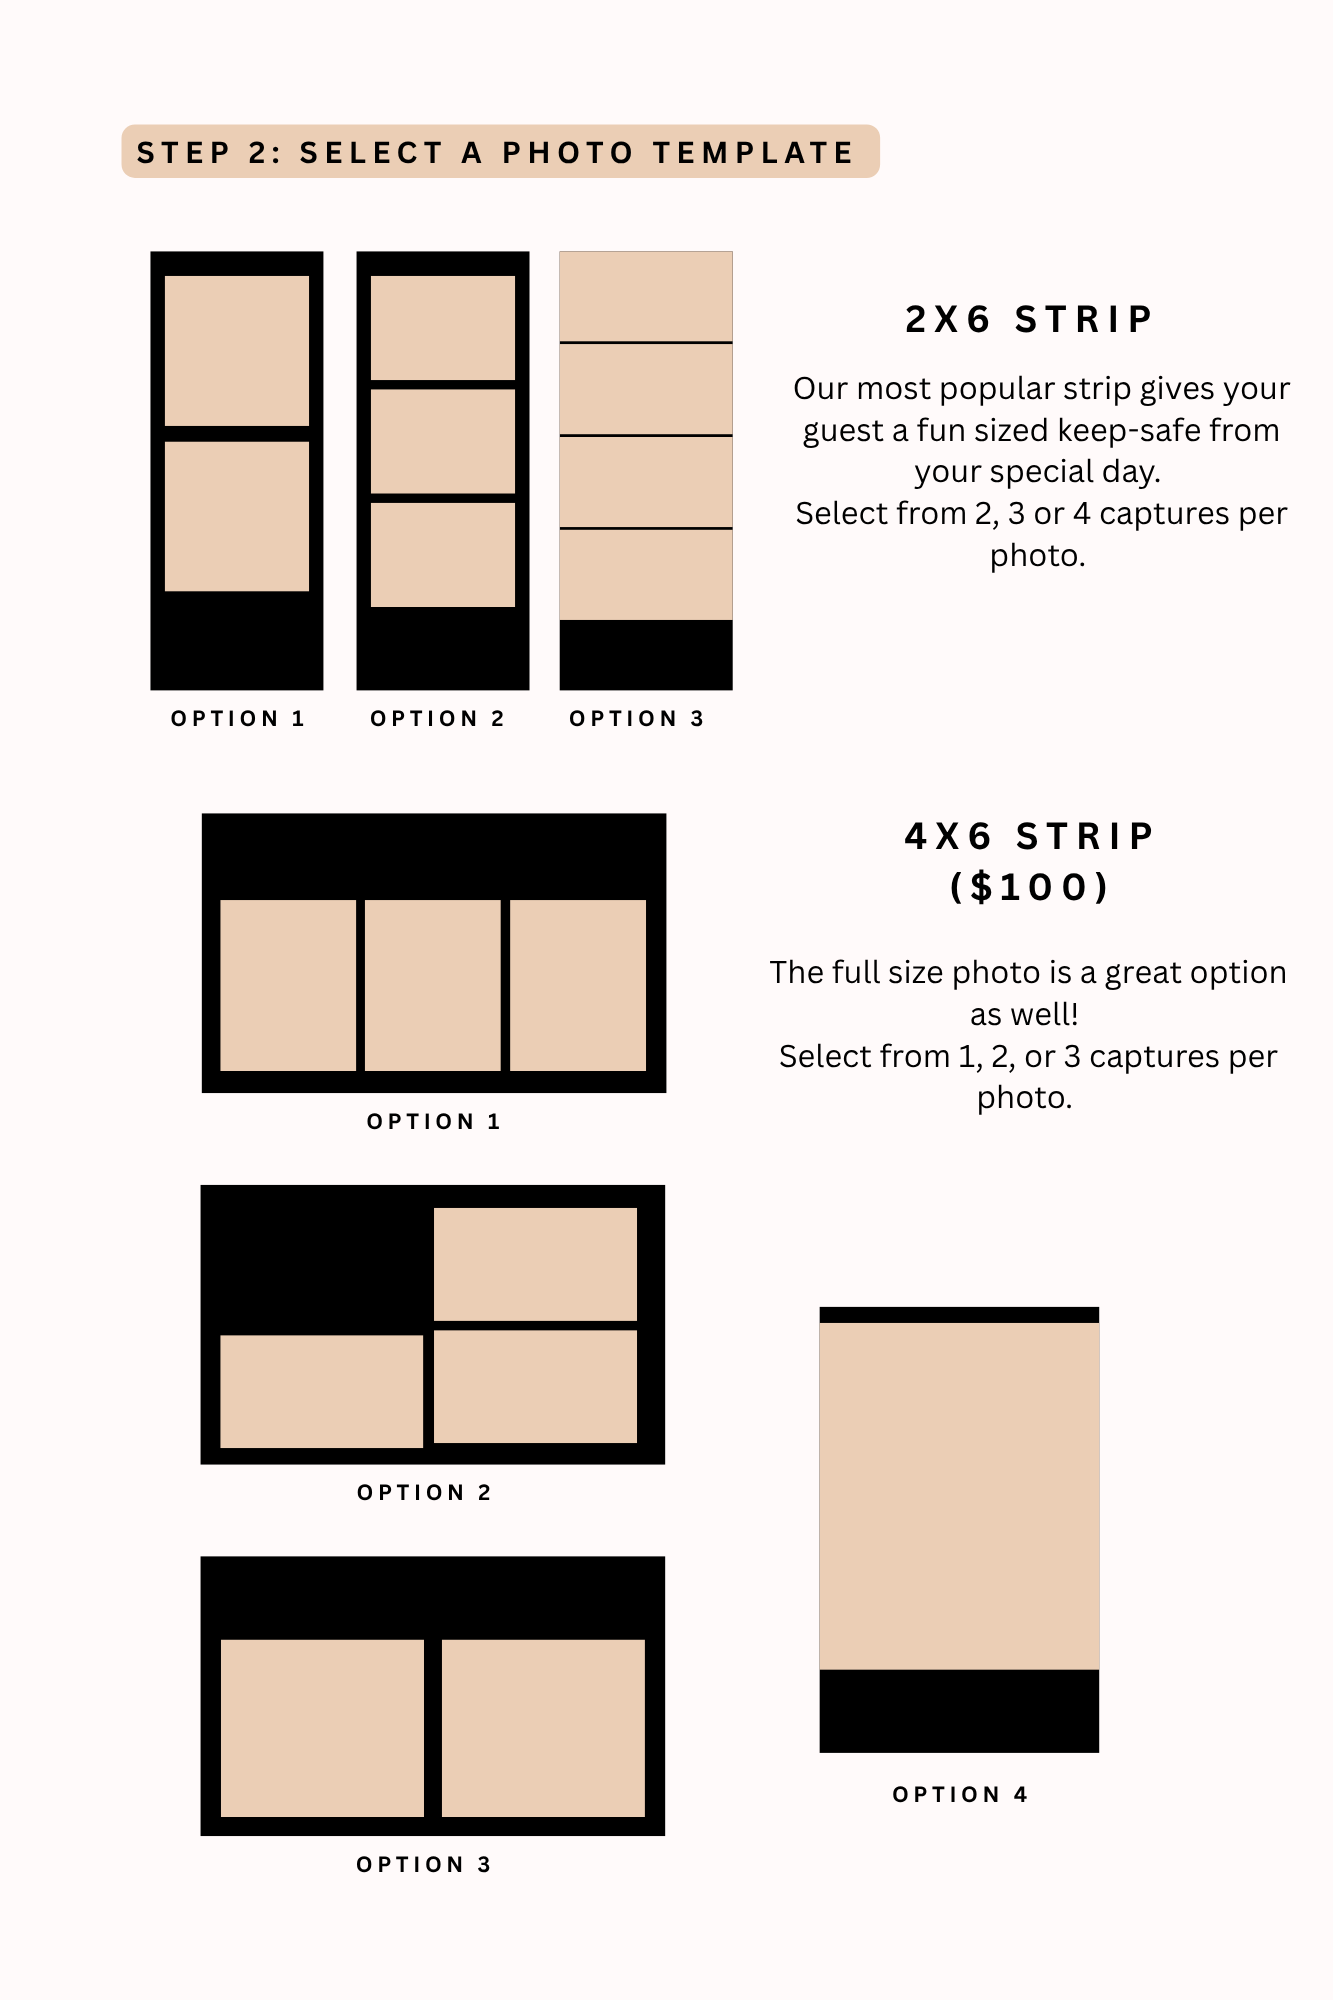 STEP 2: SELECT A PHOTO TEMPLATE
2X6 STRIP
Our most popular strip gives your
guest a fun sized keep-safe from
your special day.
Select from 2, 3 or 4 captures per
photo.
OPTION 1
OPTION 2
OPTION 3
4X6 STRIP
($100)
The full size photo is a great option
as well!
Select from 1, 2, or 3 captures per
photo.
OPTION 1
OPTION 2
OPTION 3
OPTION 4